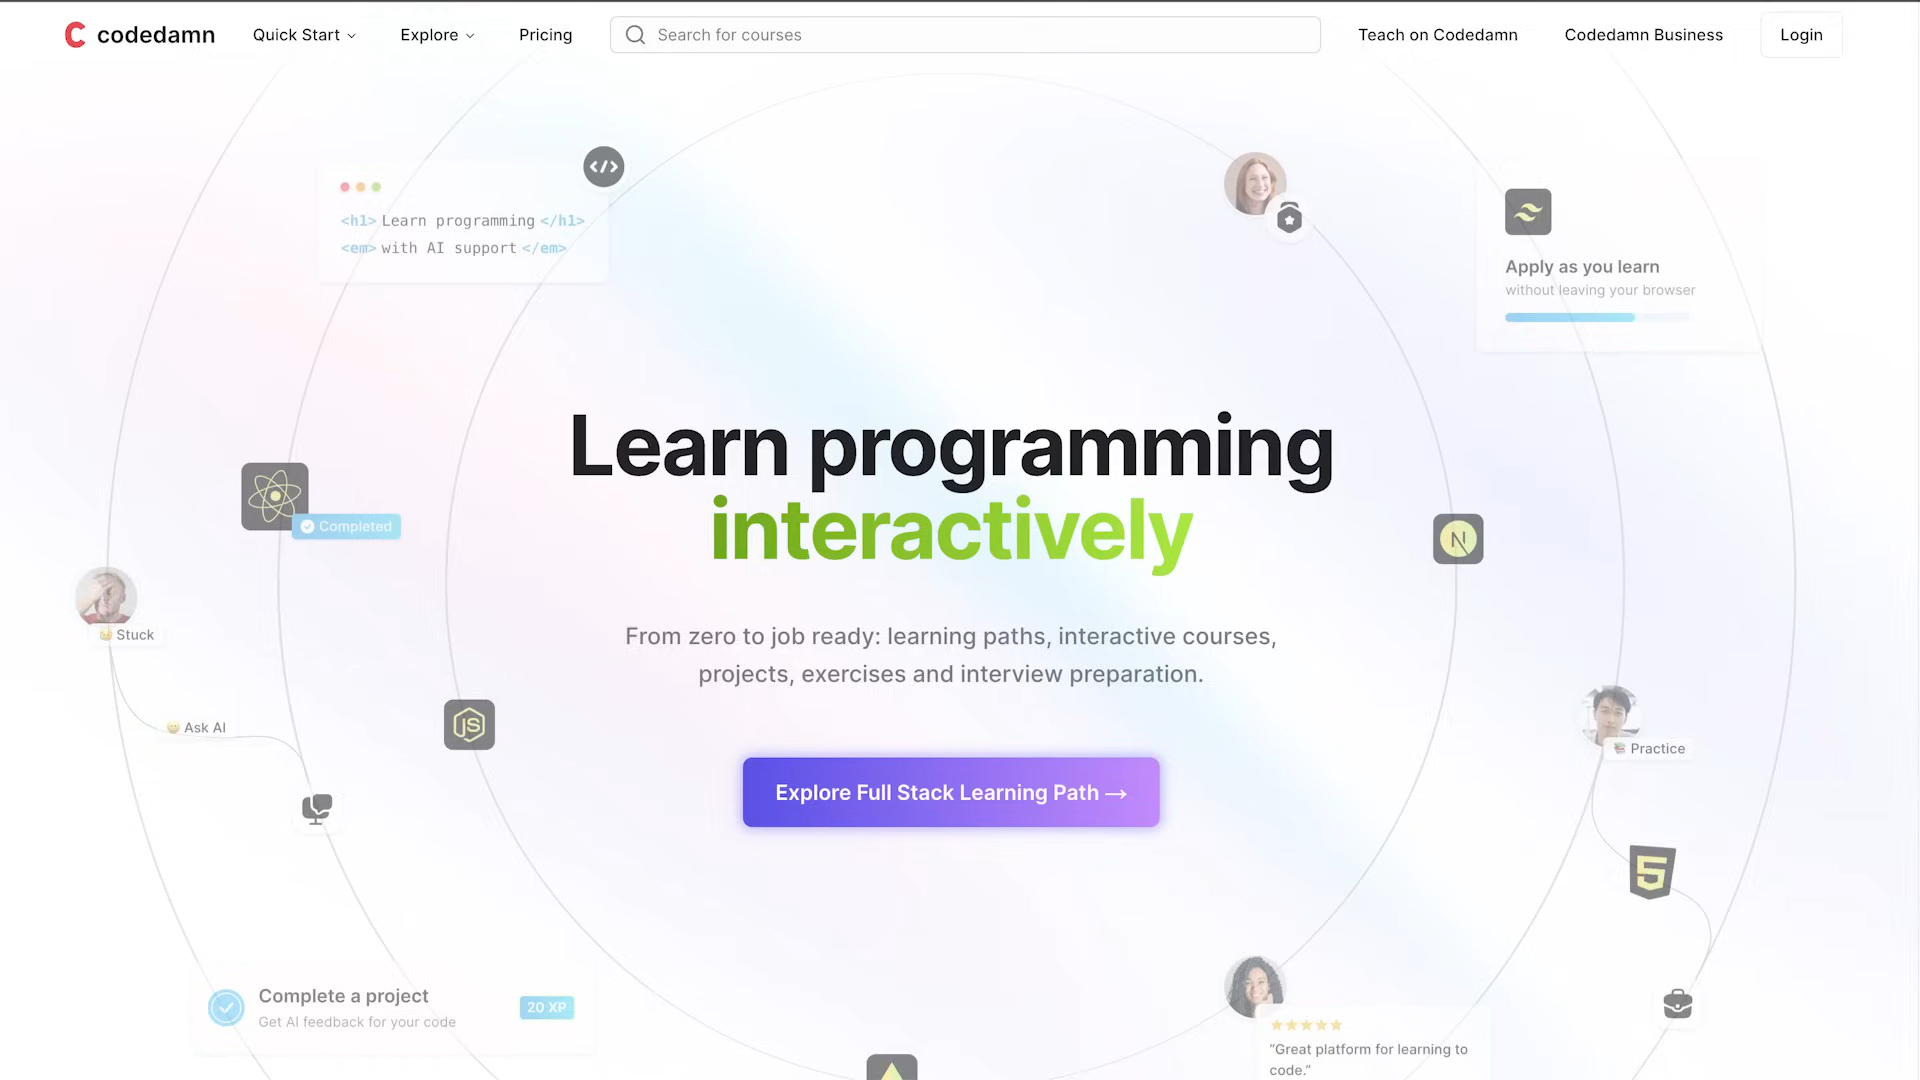 codedamn
Quick Start
Explore
Pricing
Search for courses
Teach on Codedamn
Codedamn Business
Login
</>
<h1> Learn programming </h1>
<em> with AI support </em>
Apply as you learn
without leaving your browser
Learn programming
interactively
Completed
N
Stuck
From zero to job ready: learning paths, interactive courses,
projects, exercises and interview preparation.
Ask AI
JS
Practice
Explore Full Stack Learning Path →
5
Complete a project
Get AI feedback for your code
20 XP
“Great platform for learning to
code.”